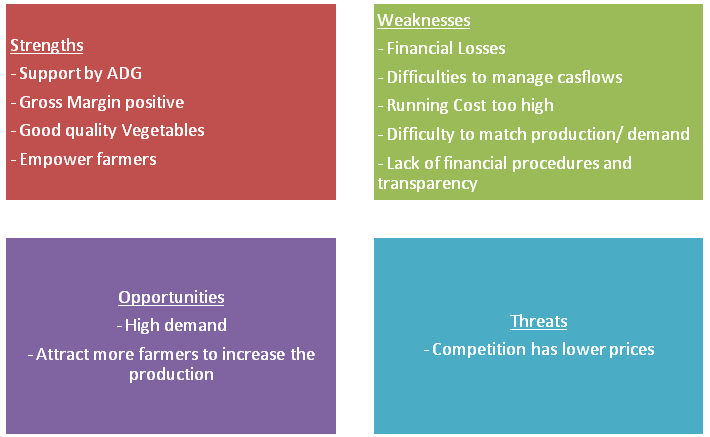 Strengths
- Support by ADG
- Gross Margin positive
- Good quality Vegetables
- Empower farmers
Weaknesses
- Financial Losses
- Difficulties to manage casflows
- Running Cost too high
- Difficulty to match production/ demand
- Lack of financial procedures and
transparency
Opportunities
- High demand
- Attract more farmers to increase the
production
Threats
- Competition has lower prices